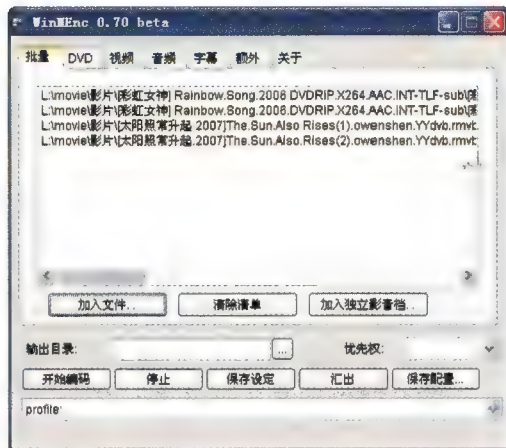 WinMEnc 0.70 beta
批量 DVD 视频 音频 字幕 额外 关于
L:\movie\影片\[彩虹女神] Rainbow.Song.2006.DVDRIP.X264.AAC.INT-TLF-sub\[彩
L:\movie\影片\[彩虹女神] Rainbow.Song.2006.DVDRIP.X264.AAC.INT-TLF-sub\[彩
L:\movie\影片\[太阳照常升起.2007]The.Sun.Also.Rises(1).owenshen.YYdvb.rmvb
L:\movie\影片\[太阳照常升起.2007]The.Sun.Also.Rises(2).owenshen.YYdvb.rmvb
加入文件... 清除清单 加入独立影音档...
输出目录: ... 优先权:
开始编码 停止 保存设定 汇出 保存配置...
profile: